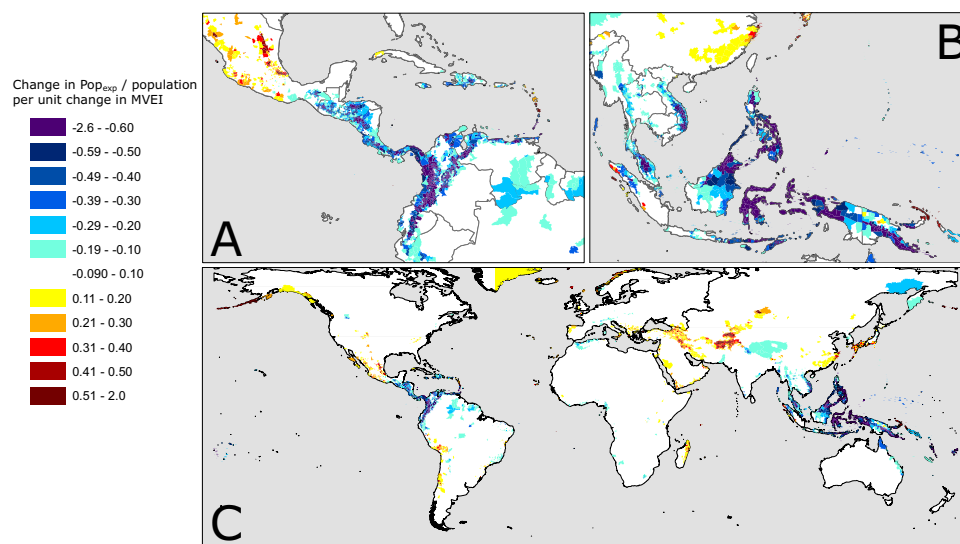 Change in Popexp / population
per unit change in MVEI
-2.6 - -0.60
-0.59 - -0.50
-0.49 - -0.40
-0.39 - -0.30
-0.29 - -0.20
-0.19 - -0.10
-0.090 - 0.10
0.11 - 0.20
0.21 - 0.30
0.31 - 0.40
0.41 - 0.50
0.51 - 2.0
A
B
C